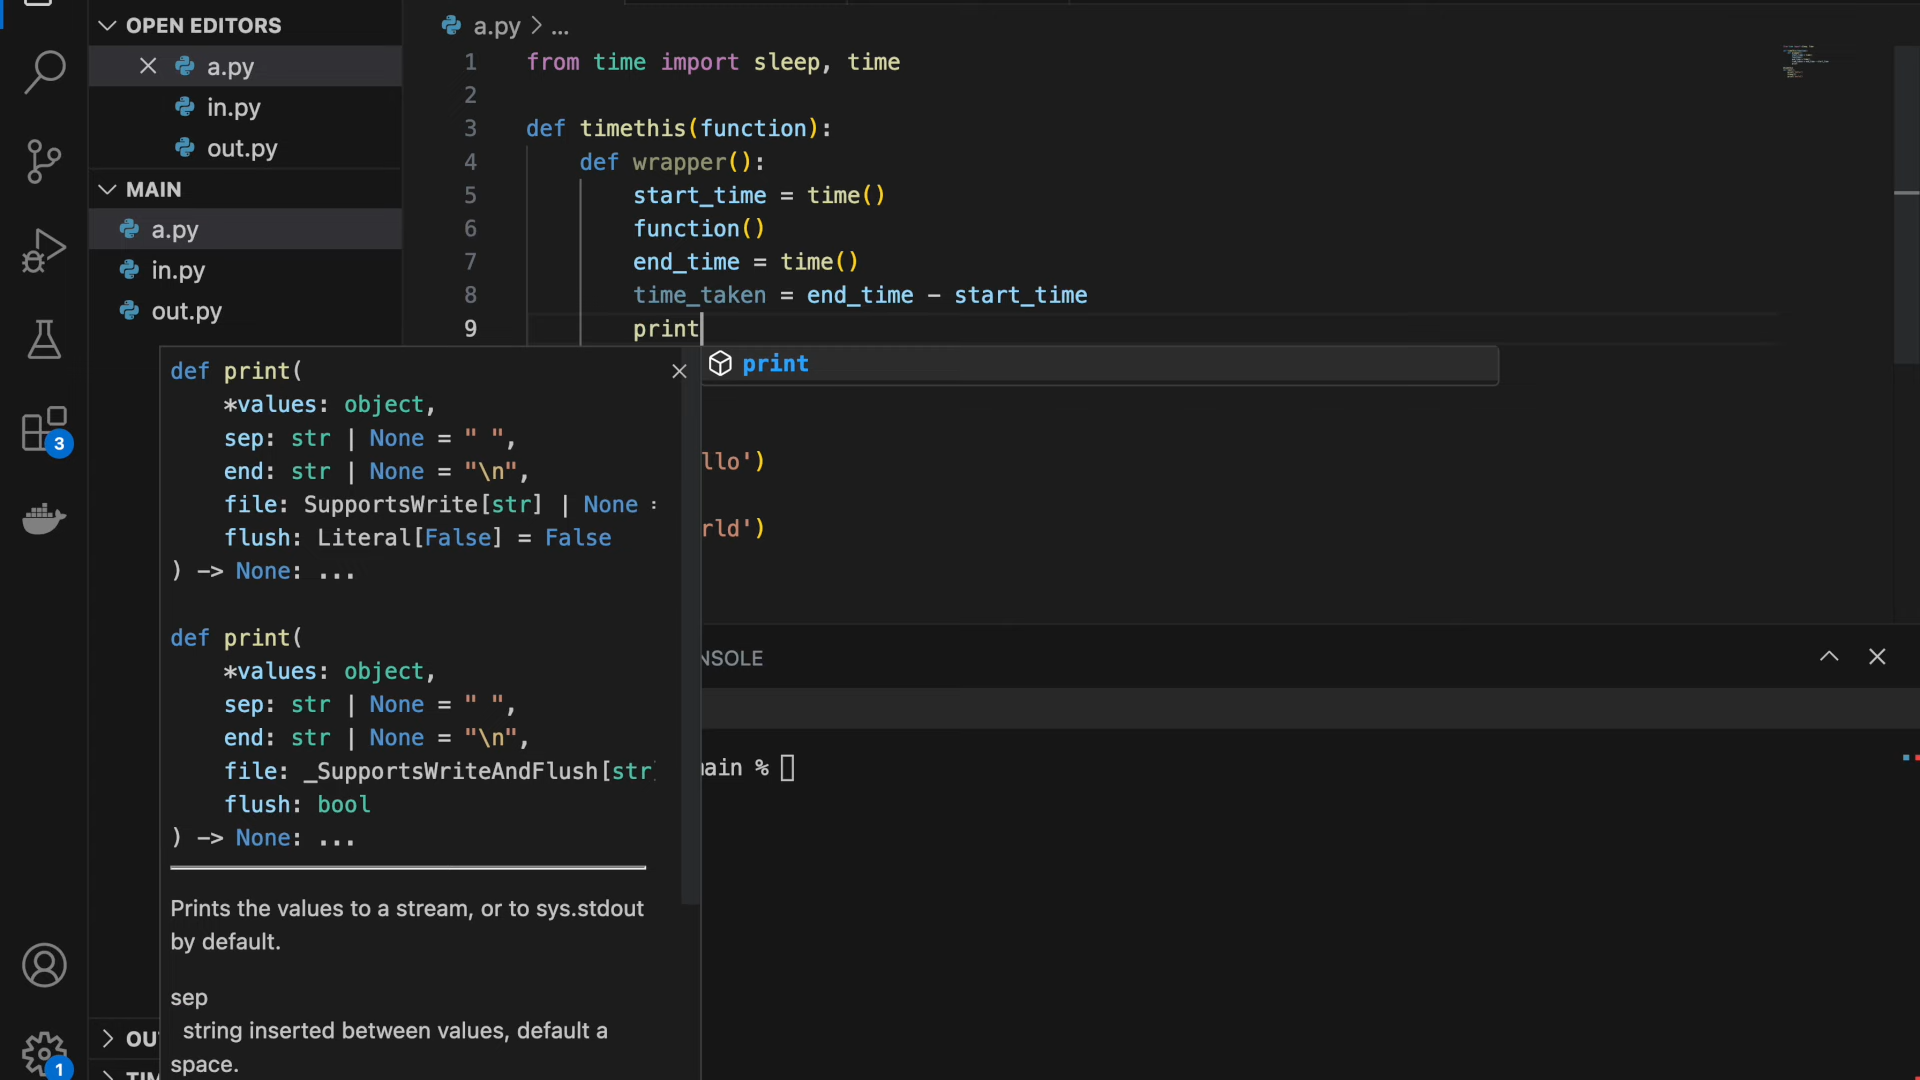 OPEN EDITORS
a.py
in.py
out.py
MAIN
a.py
in.py
out.py
3
1
a.py > ...
1 from time import sleep, time
2
3 def timethis(function):
4 def wrapper():
5 start_time = time()
6 function()
7 end_time = time()
8 time_taken = end_time - start_time
9 print
print
llo')
rld')
def print(
*values: object,
sep: str | None = " ",
end: str | None = "\n",
file: SupportsWrite[str] | None =
flush: Literal[False] = False
) -> None: ...
def print(
*values: object,
sep: str | None = " ",
end: str | None = "\n",
file: _SupportsWriteAndFlush[str]
flush: bool
) -> None: ...
Prints the values to a stream, or to sys.stdout
by default.
sep
string inserted between values, default a
space.
NSOLE
main %
OU
TIM